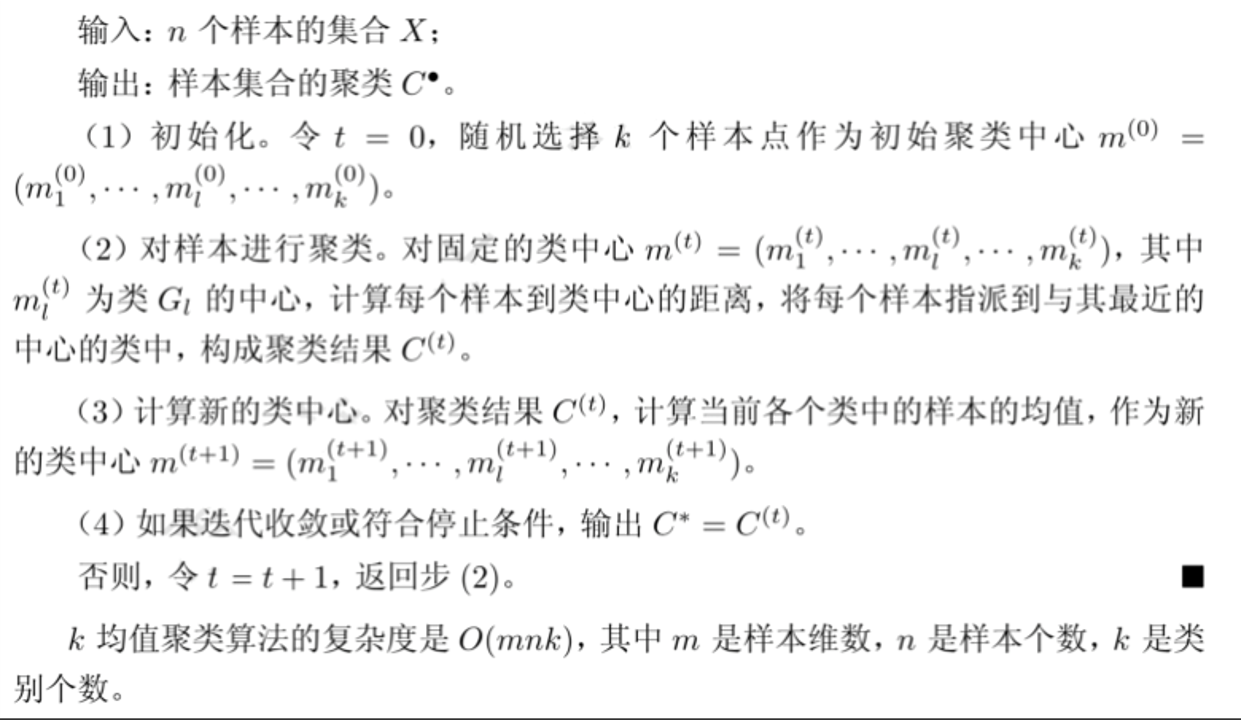 输入：n 个样本的集合 X；
输出：样本集合的聚类 C•。
（1）初始化。令 t = 0，随机选择 k 个样本点作为初始聚类中心 m^{(0)} =
(m_1^{(0)}, ⋯ , m_l^{(0)}, ⋯ , m_k^{(0)})。
（2）对样本进行聚类。对固定的类中心 m^{(t)} = (m_1^{(t)}, ⋯ , m_l^{(t)}, ⋯ , m_k^{(t)})，其中
m_l^{(t)} 为类 G_l 的中心，计算每个样本到类中心的距离，将每个样本指派到与其最近的
中心的类中，构成聚类结果 C^{(t)}。
（3）计算新的类中心。对聚类结果 C^{(t)}，计算当前各个类中的样本的均值，作为新
的类中心 m^{(t+1)} = (m_1^{(t+1)}, ⋯ , m_l^{(t+1)}, ⋯ , m_k^{(t+1)})。
（4）如果迭代收敛或符合停止条件，输出 C^* = C^{(t)}。
否则，令 t = t + 1，返回步 (2)。 ■
k 均值聚类算法的复杂度是 O(mnk)，其中 m 是样本维数，n 是样本个数，k 是类
别个数。